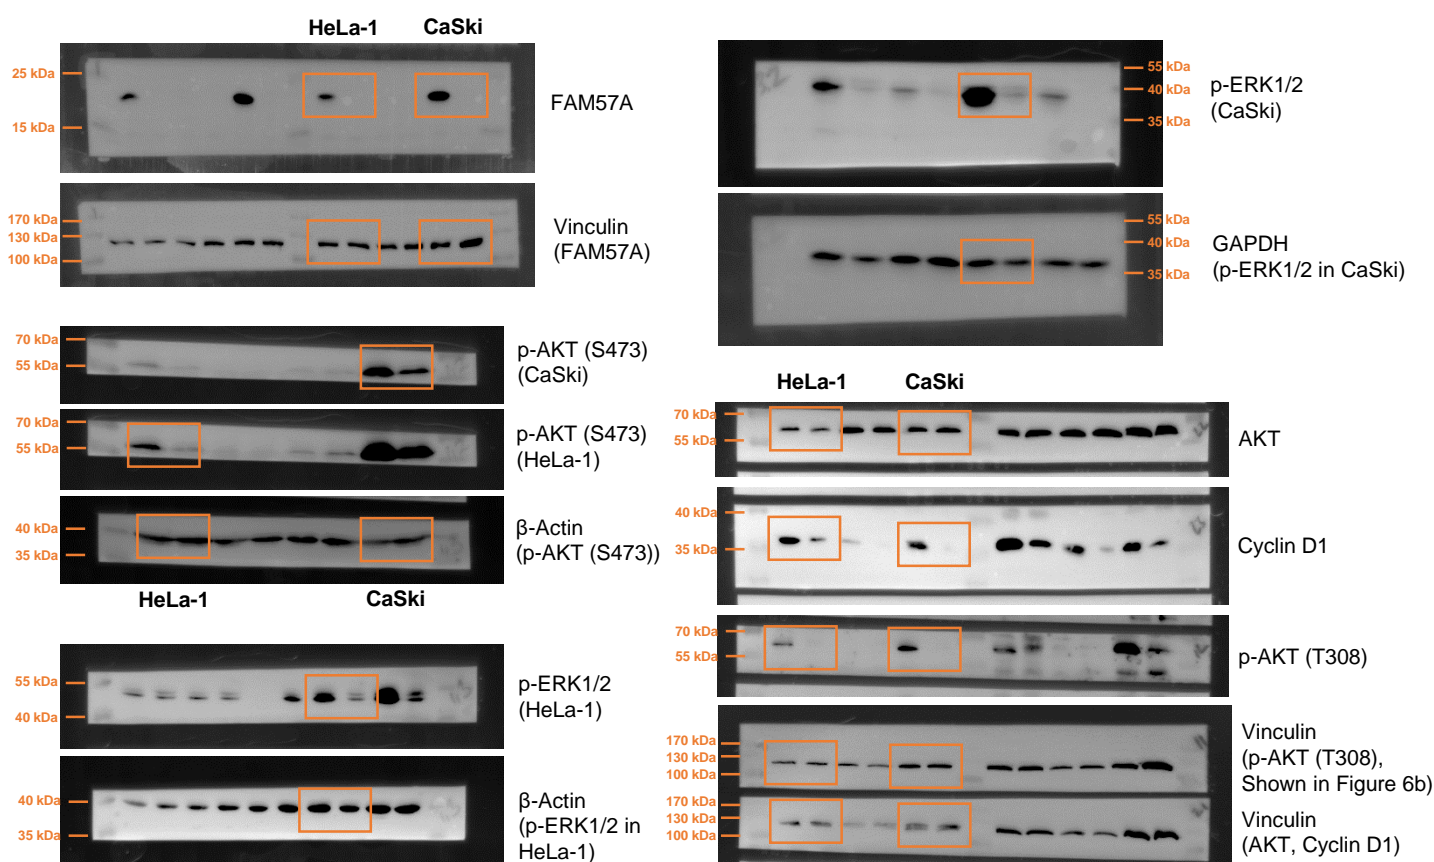 HeLa-1 CaSki
25 kDa
15 kDa
FAM57A
170 kDa
130 kDa
100 kDa
Vinculin
(FAM57A)
70 kDa
55 kDa
p-AKT (S473)
(CaSki)
70 kDa
55 kDa
p-AKT (S473)
(HeLa-1)
40 kDa
35 kDa
β-Actin
(p-AKT (S473))
HeLa-1 CaSki
55 kDa
40 kDa
p-ERK1/2
(HeLa-1)
40 kDa
35 kDa
β-Actin
(p-ERK1/2 in
HeLa-1)
55 kDa
40 kDa
35 kDa
p-ERK1/2
(CaSki)
55 kDa
40 kDa
35 kDa
GAPDH
(p-ERK1/2 in CaSki)
HeLa-1 CaSki
70 kDa
55 kDa
AKT
40 kDa
35 kDa
Cyclin D1
70 kDa
55 kDa
p-AKT (T308)
170 kDa
130 kDa
100 kDa
Vinculin
(p-AKT (T308),
Shown in Figure 6b)
170 kDa
130 kDa
100 kDa
Vinculin
(AKT, Cyclin D1)